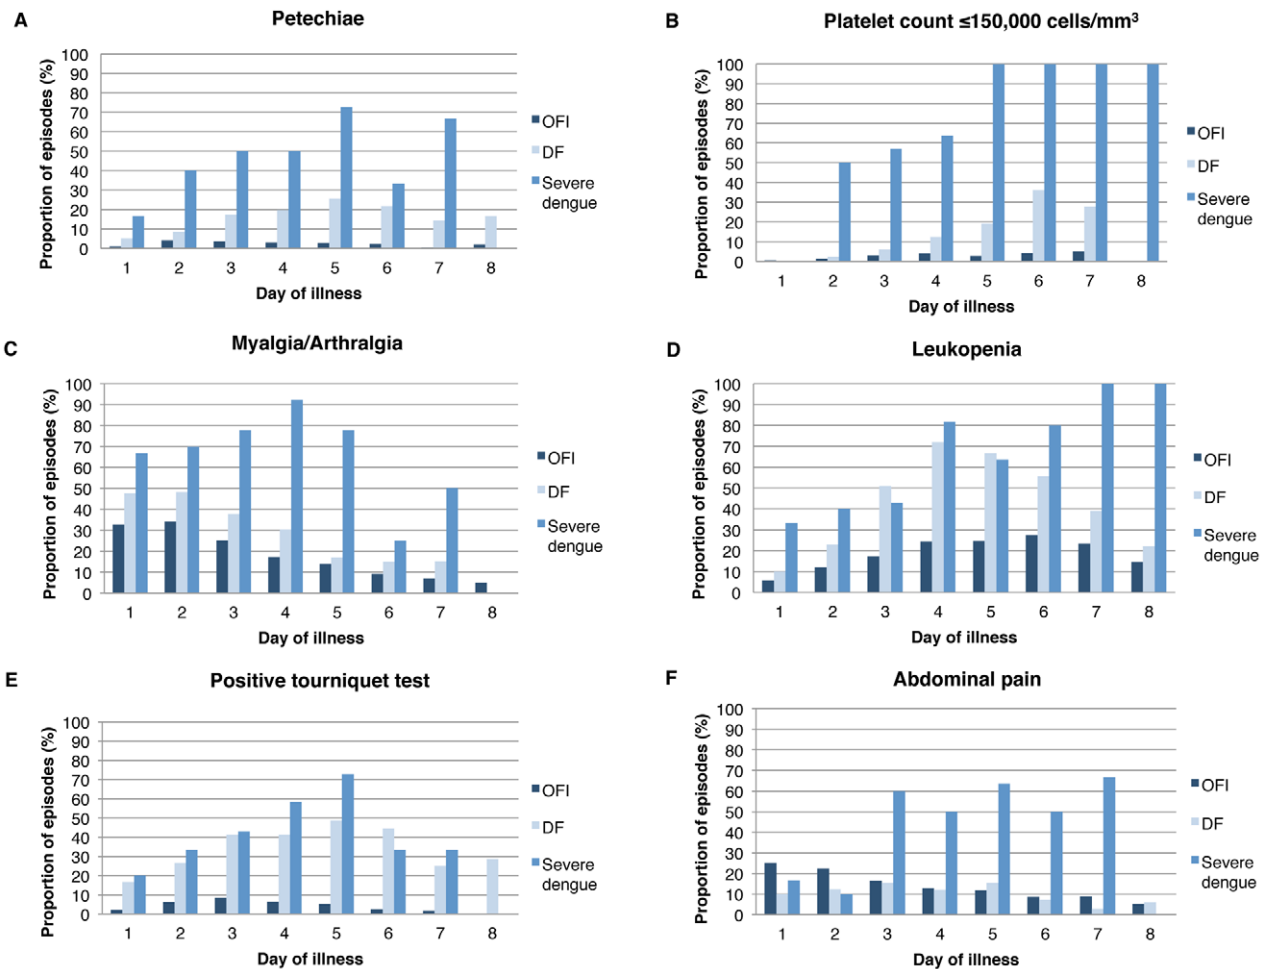 A
Petechiae
Proportion of episodes (%)
100
90
80
70
60
50
40
30
20
10
0
1 2 3 4 5 6 7 8
Day of illness
OFI
DF
Severe
dengue
B
Platelet count ≤150,000 cells/mm³
Proportion of episodes (%)
100
90
80
70
60
50
40
30
20
10
0
1 2 3 4 5 6 7 8
Day of illness
OFI
DF
Severe
dengue
C
Myalgia/Arthralgia
Proportion of episodes (%)
100
90
80
70
60
50
40
30
20
10
0
1 2 3 4 5 6 7 8
Day of illness
OFI
DF
Severe
dengue
D
Leukopenia
Proportion of episodes (%)
100
90
80
70
60
50
40
30
20
10
0
1 2 3 4 5 6 7 8
Day of illness
OFI
DF
Severe
dengue
E
Positive tourniquet test
Proportion of episodes (%)
100
90
80
70
60
50
40
30
20
10
0
1 2 3 4 5 6 7 8
Day of illness
OFI
DF
Severe
dengue
F
Abdominal pain
Proportion of episodes (%)
100
90
80
70
60
50
40
30
20
10
0
1 2 3 4 5 6 7 8
Day of illness
OFI
DF
Severe
dengue